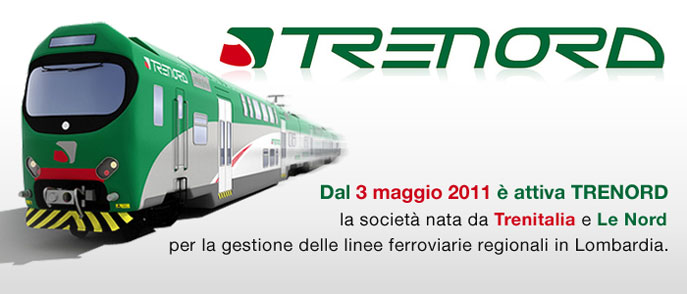 TRENORD
TRENORD
Dal 3 maggio 2011 è attiva TRENORD
la società nata da Trenitalia e Le Nord
per la gestione delle linee ferroviarie regionali in Lombardia.